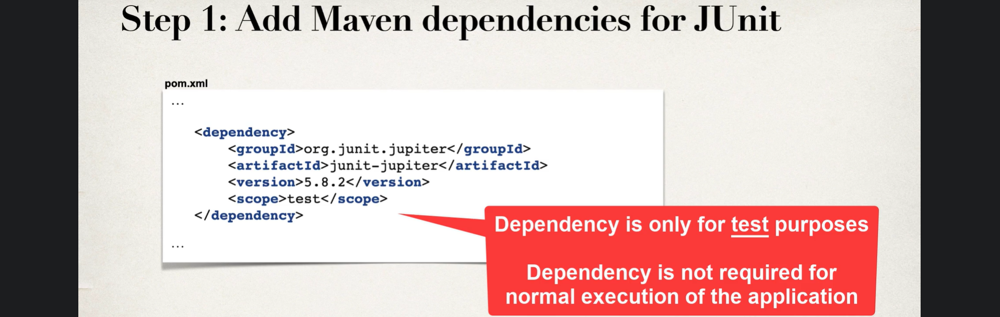 Step 1: Add Maven dependencies for JUnit
pom.xml
...
<dependency>
<groupId>org.junit.jupiter</groupId>
<artifactId>junit-jupiter</artifactId>
<version>5.8.2</version>
<scope>test</scope>
</dependency>
...
Dependency is only for test purposes
Dependency is not required for
normal execution of the application